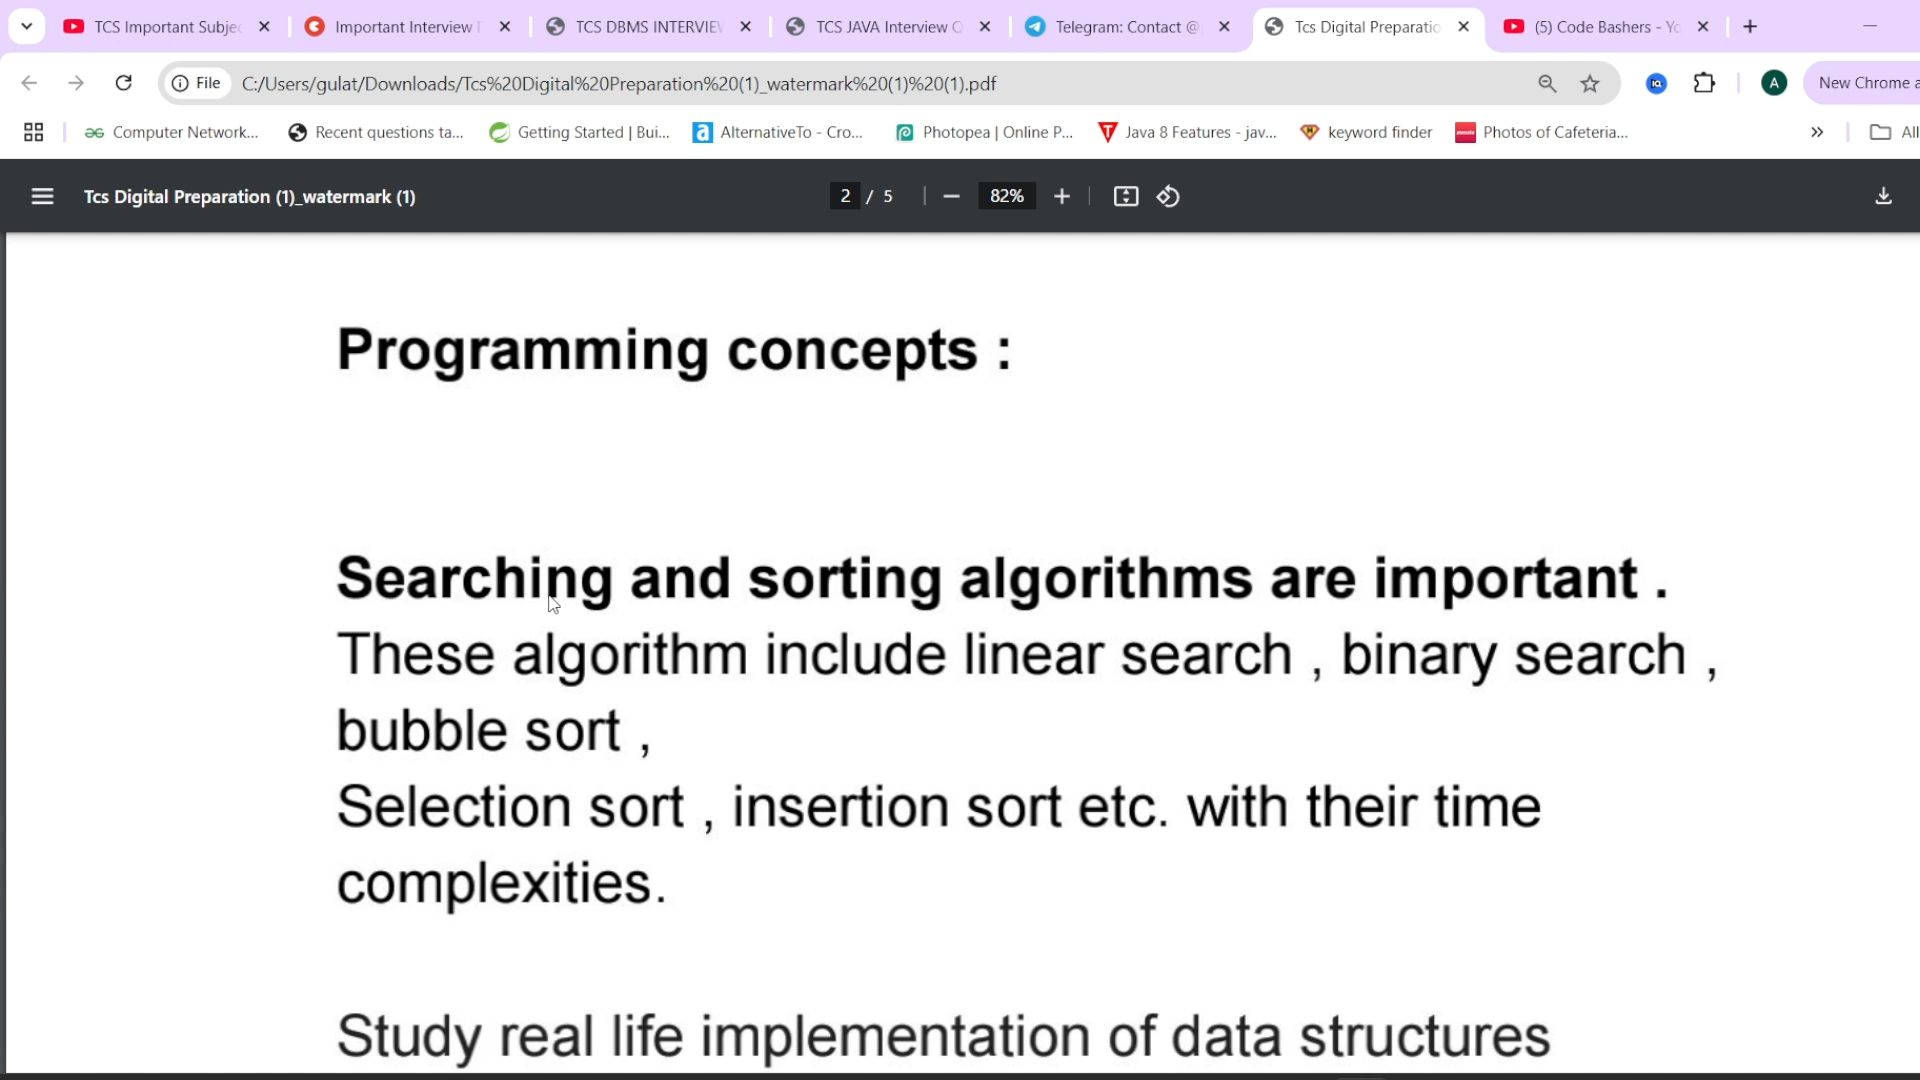 TCS Important Subje
Important Interview
TCS DBMS INTERVIEW
TCS JAVA Interview Q
Telegram: Contact @
Tcs Digital Preparatio
(5) Code Bashers - Yo
File
C:/Users/gulat/Downloads/Tcs%20Digital%20Preparation%20(1)_watermark%20(1)%20(1).pdf
A
New Chrome a
Computer Network...
Recent questions ta...
Getting Started | Bui...
AlternativeTo - Cro...
Photopea | Online P...
Java 8 Features - jav...
keyword finder
Photos of Cafeteria...
All
Tcs Digital Preparation (1)_watermark (1)
2 / 5
82%
Programming concepts :
Searching and sorting algorithms are important .
These algorithm include linear search , binary search ,
bubble sort ,
Selection sort , insertion sort etc. with their time
complexities.
Study real life implementation of data structures